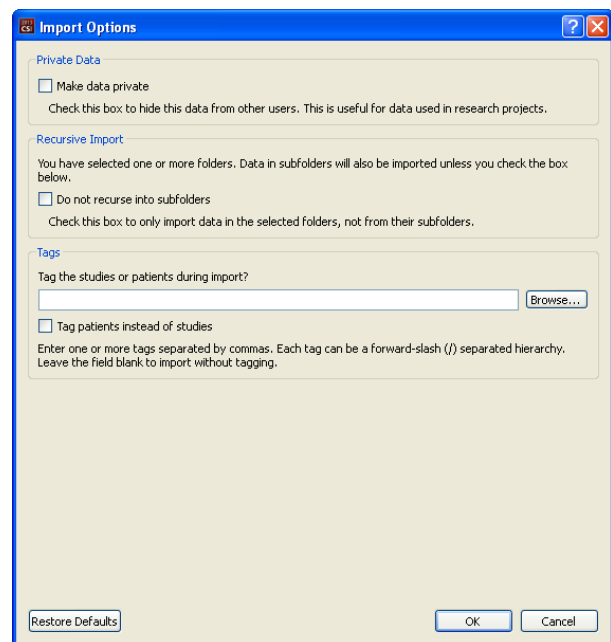 2013
CSI
Import Options
Private Data
Make data private
Check this box to hide this data from other users. This is useful for data used in research projects.
Recursive Import
You have selected one or more folders. Data in subfolders will also be imported unless you check the box
below.
Do not recurse into subfolders
Check this box to only import data in the selected folders, not from their subfolders.
Tags
Tag the studies or patients during import?
Browse...
Tag patients instead of studies
Enter one or more tags separated by commas. Each tag can be a forward-slash (/) separated hierarchy.
Leave the field blank to import without tagging.
Restore Defaults
OK
Cancel